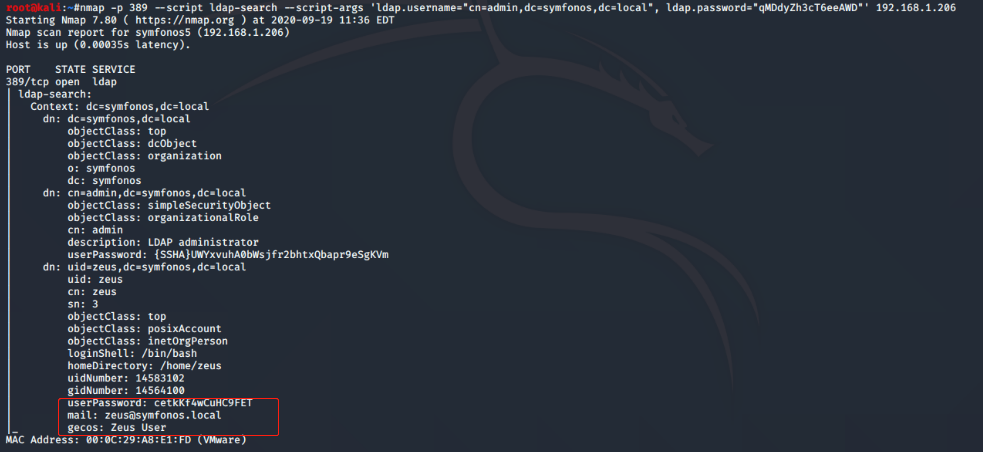 root@kali:~#nmap -p 389 --script ldap-search --script-args 'ldap.username="cn=admin,dc=symfonos,dc=local", ldap.password="qMDdyZh3cT6eeAWD"' 192.168.1.206
Starting Nmap 7.80 ( https://nmap.org ) at 2020-09-19 11:36 EDT
Nmap scan report for symfonos5 (192.168.1.206)
Host is up (0.00035s latency).
PORT    STATE SERVICE
389/tcp open  ldap
| ldap-search:
|   Context: dc=symfonos,dc=local
|     dn: dc=symfonos,dc=local
|         objectClass: top
|         objectClass: dcObject
|         objectClass: organization
|         o: symfonos
|         dc: symfonos
|     dn: cn=admin,dc=symfonos,dc=local
|         objectClass: simpleSecurityObject
|         objectClass: organizationalRole
|         cn: admin
|         description: LDAP administrator
|         userPassword: {SSHA}UWYxvuhA0bWsjfr2bhtxQbapr9eSgKVm
|     dn: uid=zeus,dc=symfonos,dc=local
|         uid: zeus
|         cn: zeus
|         sn: 3
|         objectClass: top
|         objectClass: posixAccount
|         objectClass: inetOrgPerson
|         loginShell: /bin/bash
|         homeDirectory: /home/zeus
|         uidNumber: 14583102
|         gidNumber: 14564100
|         userPassword: cetkKf4wCuHC9FET
|         mail: zeus@symfonos.local
|_        gecos: Zeus User
MAC Address: 00:0C:29:A8:E1:FD (VMware)